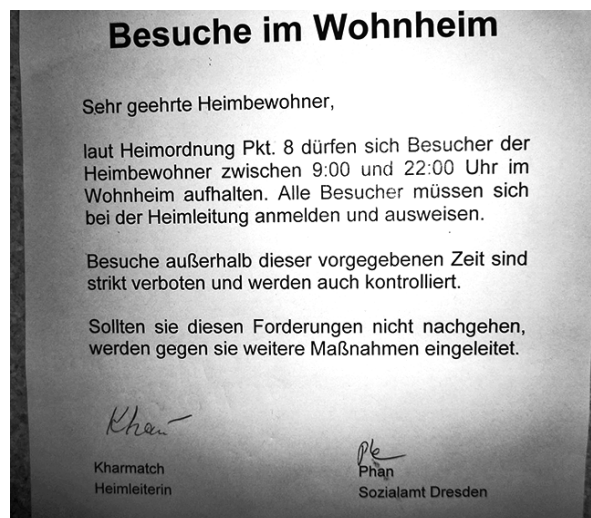 Besuche im Wohnheim
Sehr geehrte Heimbewohner,
laut Heimordnung Pkt. 8 dürfen sich Besucher der
Heimbewohner zwischen 9:00 und 22:00 Uhr im
Wohnheim aufhalten. Alle Besucher müssen sich
bei der Heimleitung anmelden und ausweisen.
Besuche außerhalb dieser vorgegebenen Zeit sind
strikt verboten und werden auch kontrolliert.
Sollten sie diesen Forderungen nicht nachgehen,
werden gegen sie weitere Maßnahmen eingeleitet.
Kharmatch
Heimleiterin
Phan
Sozialamt Dresden